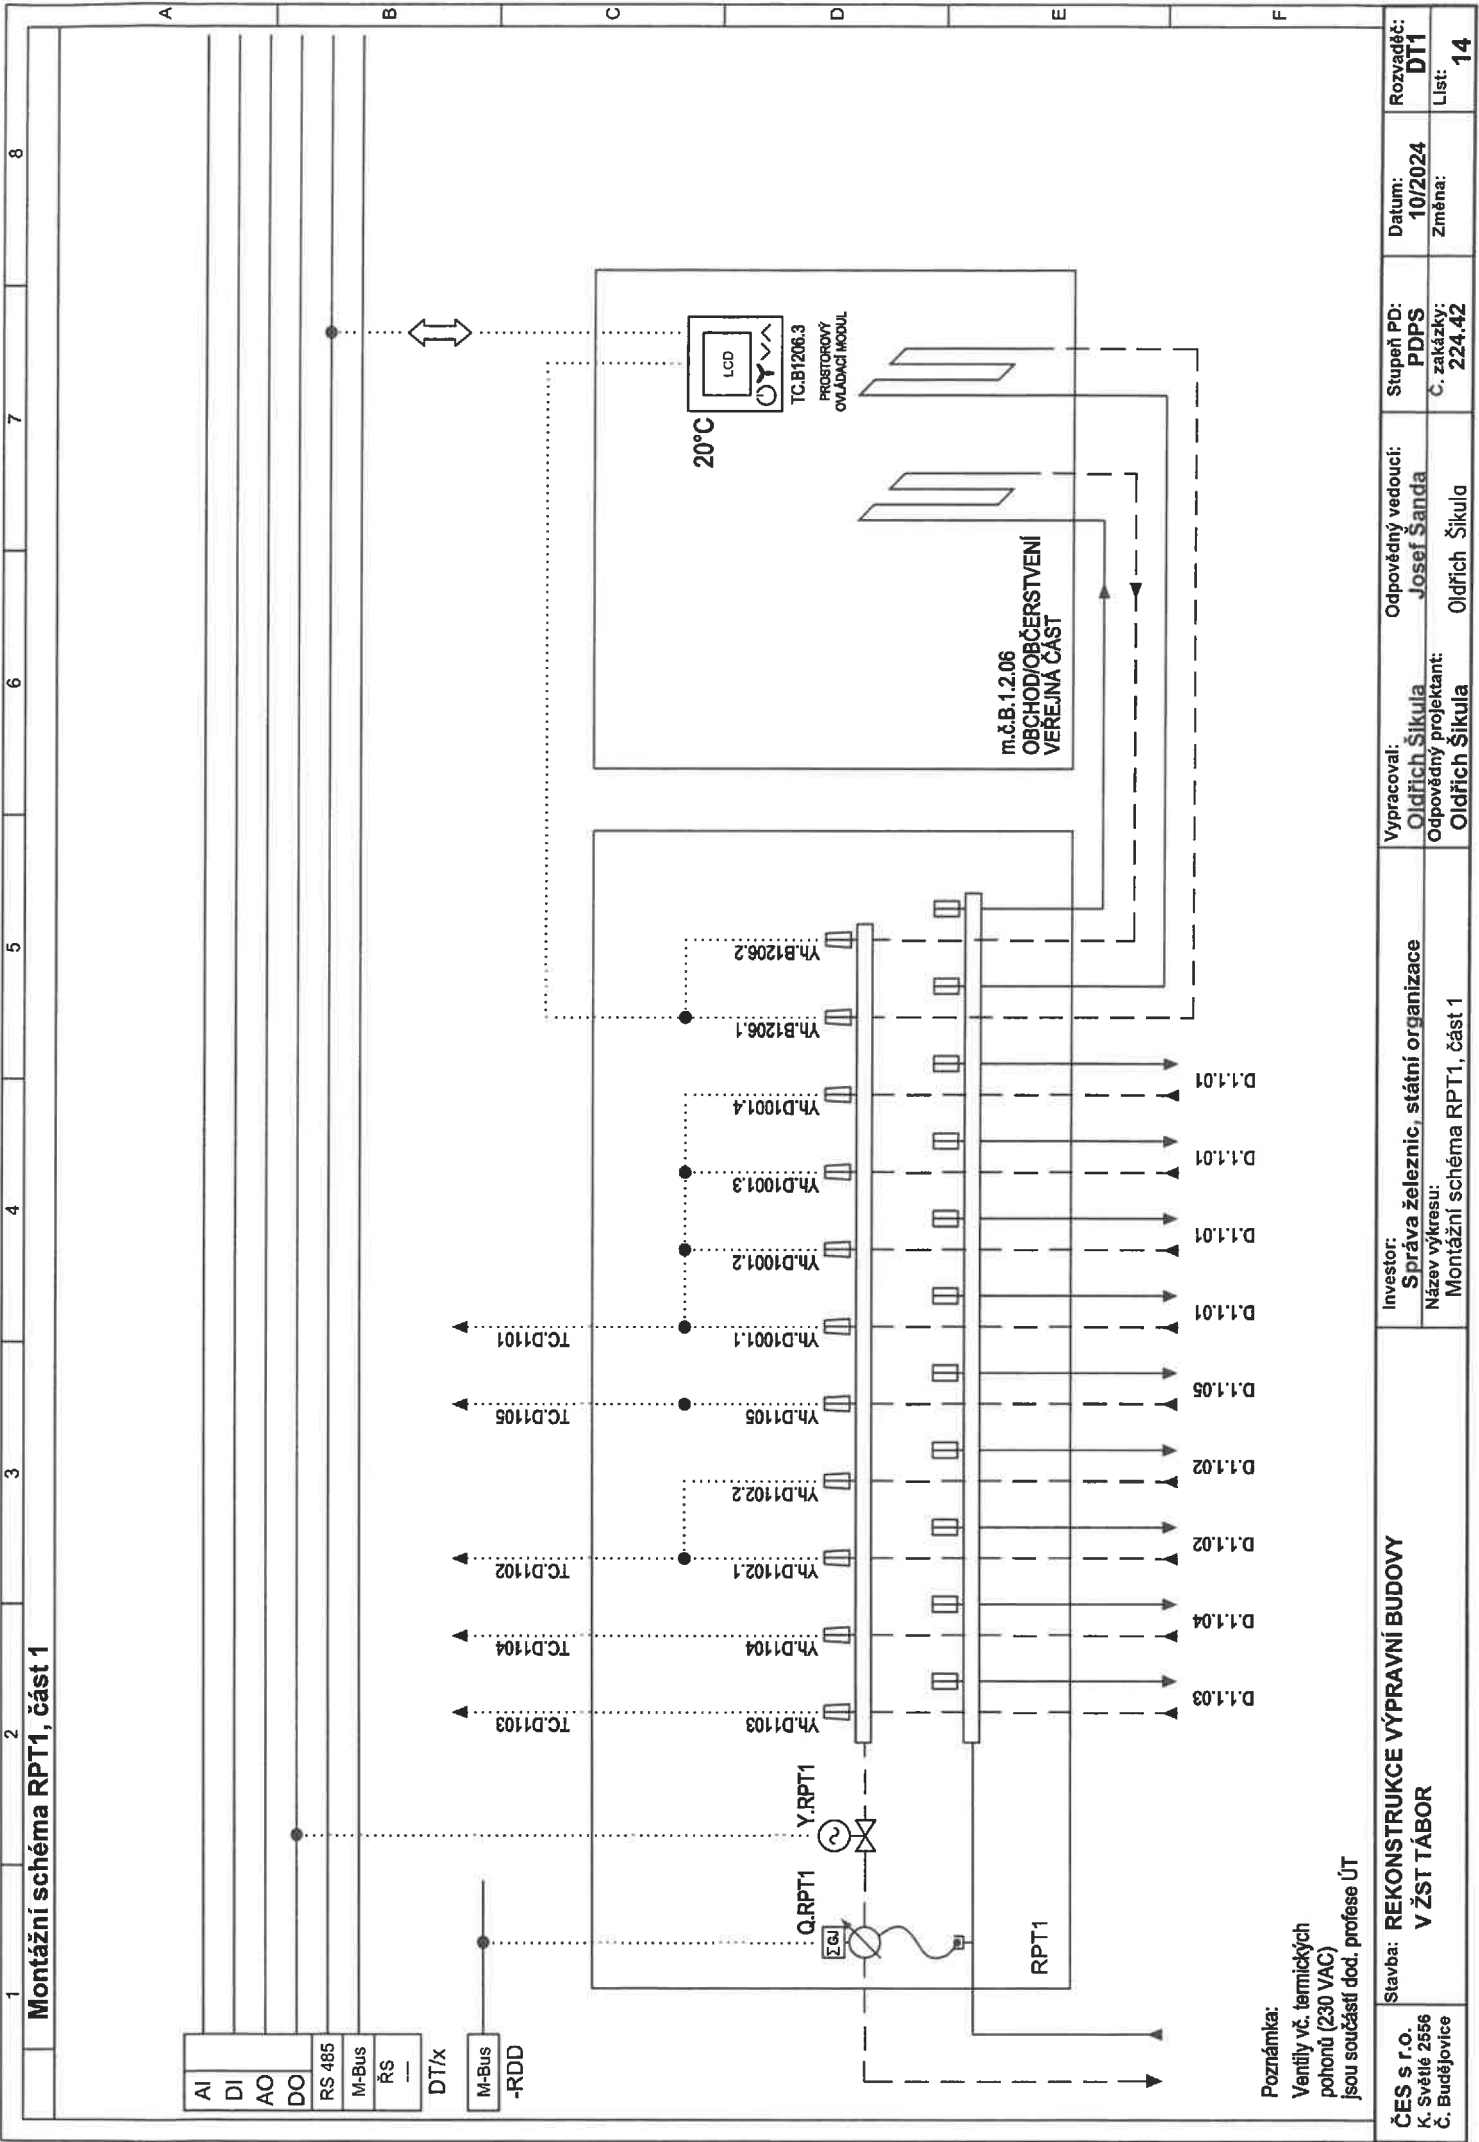 1
2
3
4
5
6
7
8
A
B
C
D
E
F
Montážní schéma RPT1, část 1
AI
DI
AO
DO
RS 485
M-Bus
ŘS
---
DT/x
M-Bus
-RDD
TC.D1103
TC.D1104
TC.D1102
TC.D1105
TC.D1101
Q.RPT1
ΣGJ
Y.RPT1
Yh.D1103
Yh.D1104
Yh.D1102.1
Yh.D1102.2
Yh.D1105
Yh.D1001.1
Yh.D1001.2
Yh.D1001.3
Yh.D1001.4
Yh.B1206.1
Yh.B1206.2
RPT1
20°C
LCD
TC.B1206.3
PROSTOROVÝ
OVLÁDACÍ MODUL
m.č.B.1.2.06
OBCHOD/OBČERSTVENÍ
VEŘEJNÁ ČÁST
D.1.1.03
D.1.1.04
D.1.1.02
D.1.1.02
D.1.1.05
D.1.1.01
D.1.1.01
D.1.1.01
D.1.1.01
Poznámka:
Ventily vč. termických
pohonů (230 VAC)
jsou součástí dod. profese ÚT
ČES s r.o.
K. Světlé 2556
Č. Budějovice
Stavba: REKONSTRUKCE VÝPRAVNÍ BUDOVY
V ŽST TÁBOR
Investor:
Správa železnic, státní organizace
Název výkresu:
Montážní schéma RPT1, část 1
Vypracoval:
Oldřich Šikula
Odpovědný projektant:
Oldřich Šikula
Odpovědný vedoucí:
Josef Šanda
Oldřich Šikula
Stupeň PD:
PDPS
Č. zakázky:
224.42
Datum:
10/2024
Změna:
Rozvaděč:
DT1
List:
14